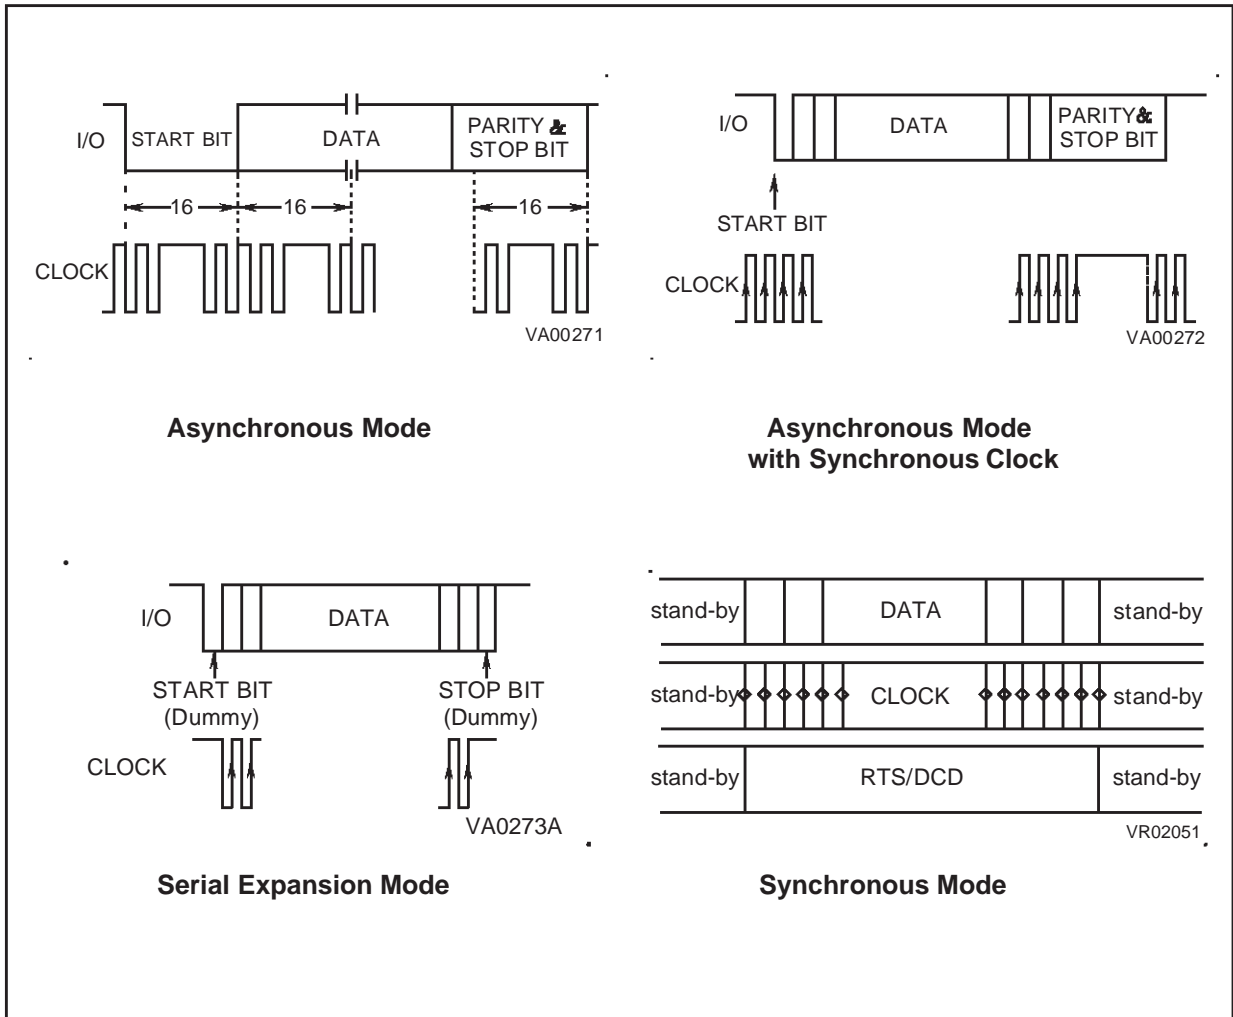 I/O
START BIT
DATA
PARITY &
STOP BIT
16
16
16
CLOCK
VA00271
Asynchronous Mode
I/O
DATA
PARITY&
STOP BIT
START BIT
CLOCK
VA00272
Asynchronous Mode
with Synchronous Clock
I/O
DATA
START BIT
(Dummy)
STOP BIT
(Dummy)
CLOCK
VA0273A
Serial Expansion Mode
stand-by
DATA
stand-by
stand-by
CLOCK
stand-by
stand-by
RTS/DCD
stand-by
VR02051
Synchronous Mode